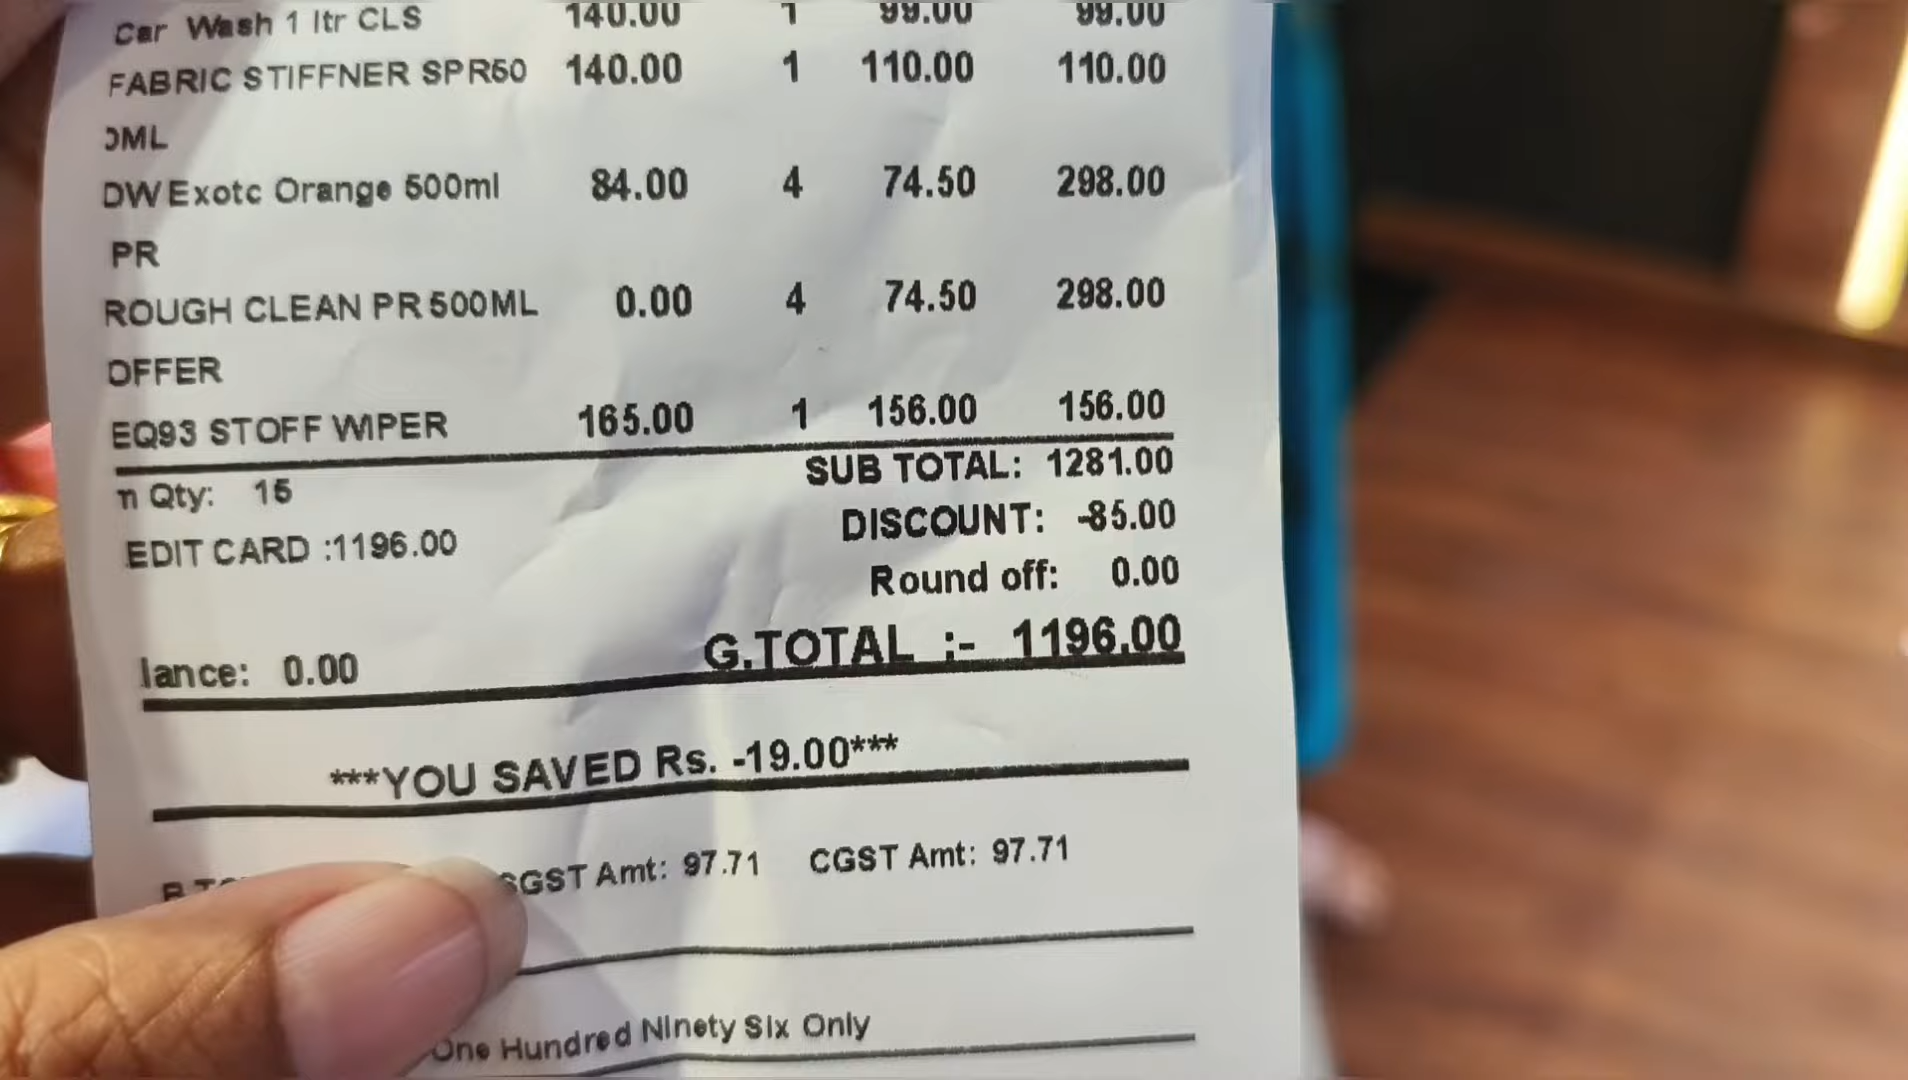 Car Wash 1 ltr CLS 140.00 1 99.00 99.00
FABRIC STIFFNER SPR50 140.00 1 110.00 110.00
0ML
DW Exotc Orange 500ml 84.00 4 74.50 298.00
PR
ROUGH CLEAN PR 500ML 0.00 4 74.50 298.00
OFFER
EQ93 STOFF WIPER 165.00 1 156.00 156.00
SUB TOTAL: 1281.00
m Qty: 15
DISCOUNT: -85.00
EDIT CARD :1196.00
Round off: 0.00
G.TOTAL :- 1196.00
lance: 0.00
***YOU SAVED Rs. -19.00***
SGST Amt: 97.71 CGST Amt: 97.71
One Hundred Ninety Six Only